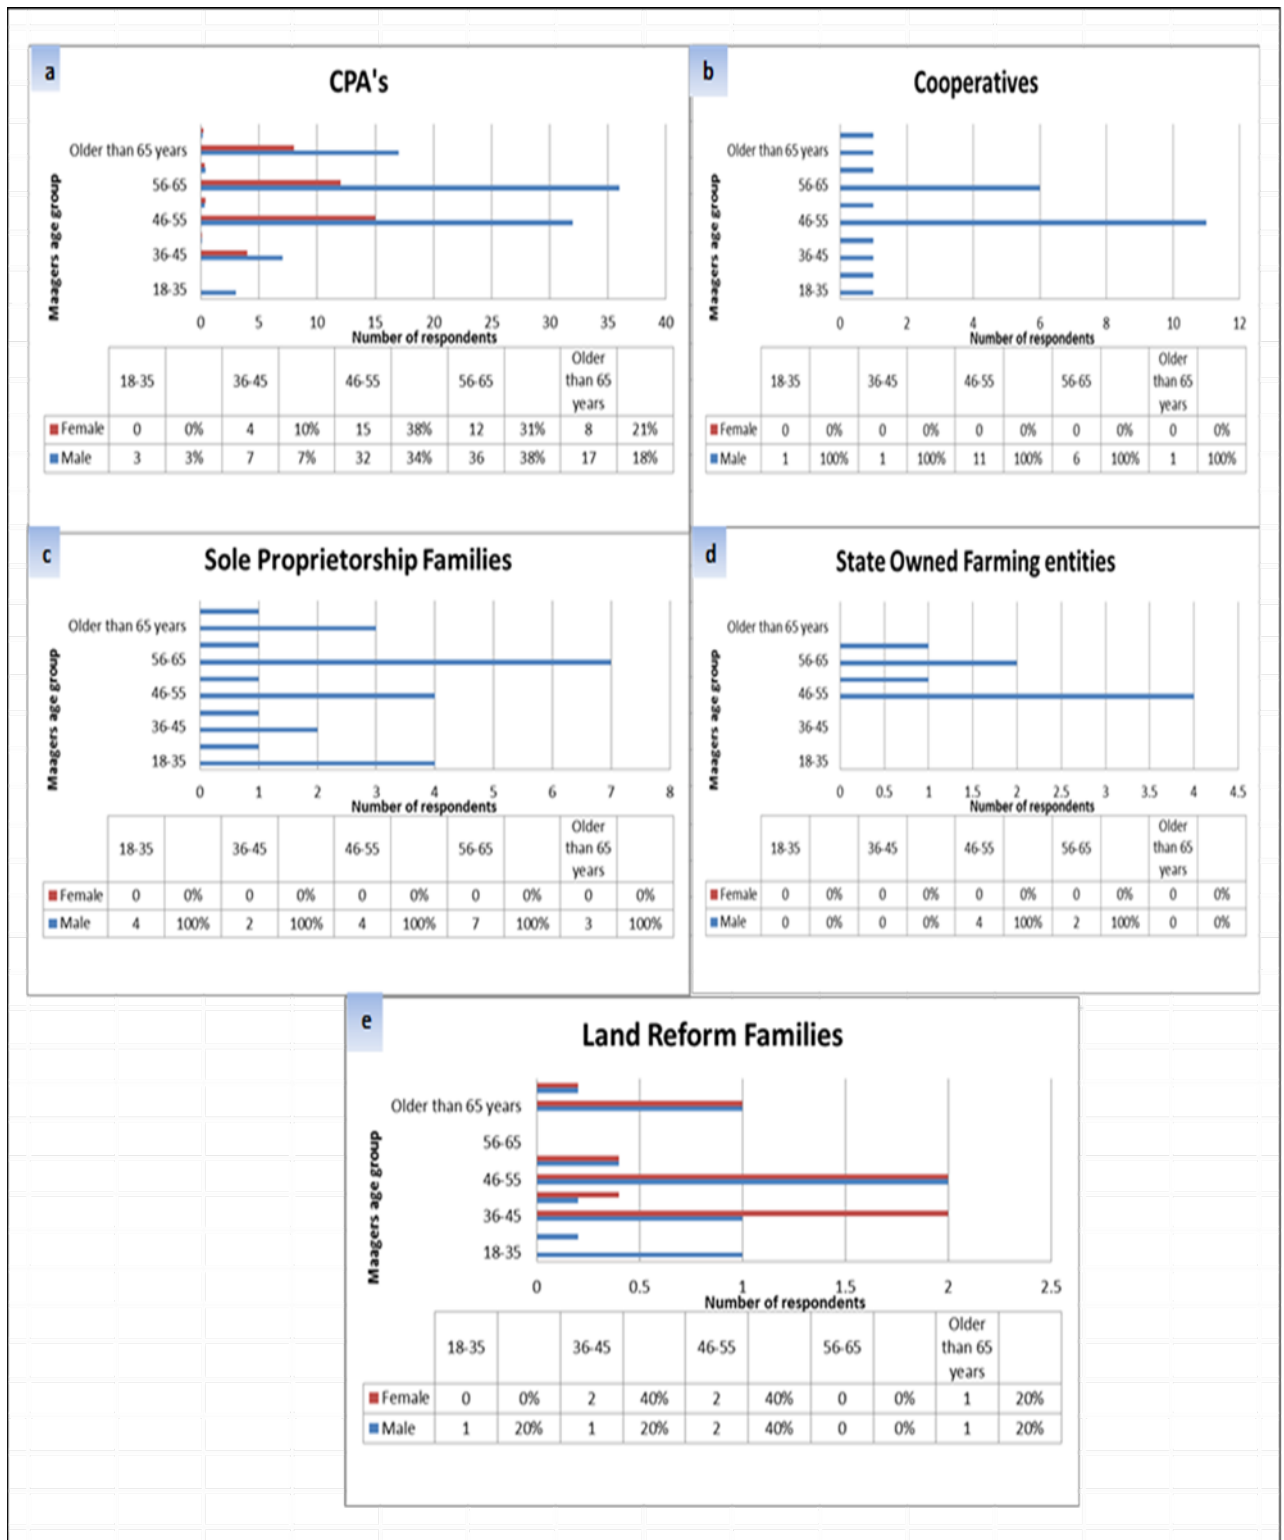 a
CPA's
Older than 65 years
56-65
46-55
36-45
18-35
Maagers age group
0 5 10 15 20 25 30 35 40
Number of respondents
18-35 36-45 46-55 56-65 Older than 65 years
Female 0 0% 4 10% 15 38% 12 31% 8 21%
Male 3 3% 7 7% 32 34% 36 38% 17 18%
b
Cooperatives
Older than 65 years
56-65
46-55
36-45
18-35
Maagers age group
0 2 4 6 8 10 12
Number of respondents
18-35 36-45 46-55 56-65 Older than 65 years
Female 0 0% 0 0% 0 0% 0 0% 0 0%
Male 1 100% 1 100% 11 100% 6 100% 1 100%
c
Sole Proprietorship Families
Older than 65 years
56-65
46-55
36-45
18-35
Maagers age group
0 1 2 3 4 5 6 7 8
Number of respondents
18-35 36-45 46-55 56-65 Older than 65 years
Female 0 0% 0 0% 0 0% 0 0% 0 0%
Male 4 100% 2 100% 4 100% 7 100% 3 100%
d
State Owned Farming entities
Older than 65 years
56-65
46-55
36-45
18-35
Maagers age group
0 0.5 1 1.5 2 2.5 3 3.5 4 4.5
Number of respondents
18-35 36-45 46-55 56-65 Older than 65 years
Female 0 0% 0 0% 0 0% 0 0% 0 0%
Male 0 0% 0 0% 4 100% 2 100% 0 0%
e
Land Reform Families
Older than 65 years
56-65
46-55
36-45
18-35
Maagers age group
0 0.5 1 1.5 2 2.5
Number of respondents
18-35 36-45 46-55 56-65 Older than 65 years
Female 0 0% 2 40% 2 40% 0 0% 1 20%
Male 1 20% 1 20% 2 40% 0 0% 1 20%